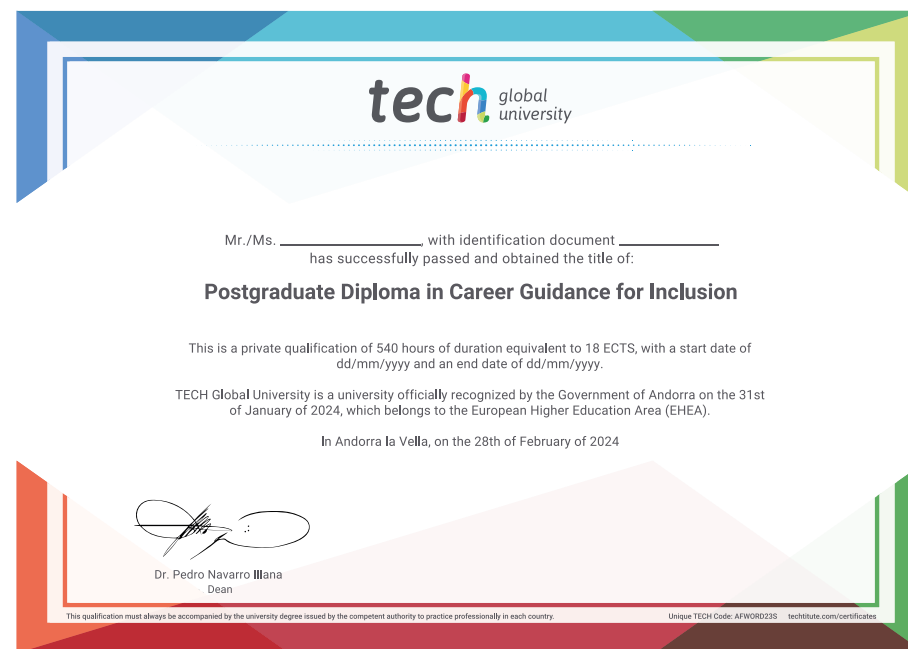 tech global university
Mr./Ms. ____________________, with identification document ______________
has successfully passed and obtained the title of:
Postgraduate Diploma in Career Guidance for Inclusion
This is a private qualification of 540 hours of duration equivalent to 18 ECTS, with a start date of
dd/mm/yyyy and an end date of dd/mm/yyyy.
TECH Global University is a university officially recognized by the Government of Andorra on the 31st
of January of 2024, which belongs to the European Higher Education Area (EHEA).
In Andorra la Vella, on the 28th of February of 2024
Dr. Pedro Navarro Illana
Dean
This qualification must always be accompanied by the university degree issued by the competent authority to practice professionally in each country. Unique TECH Code: AFWORD23S techtitute.com/certificates